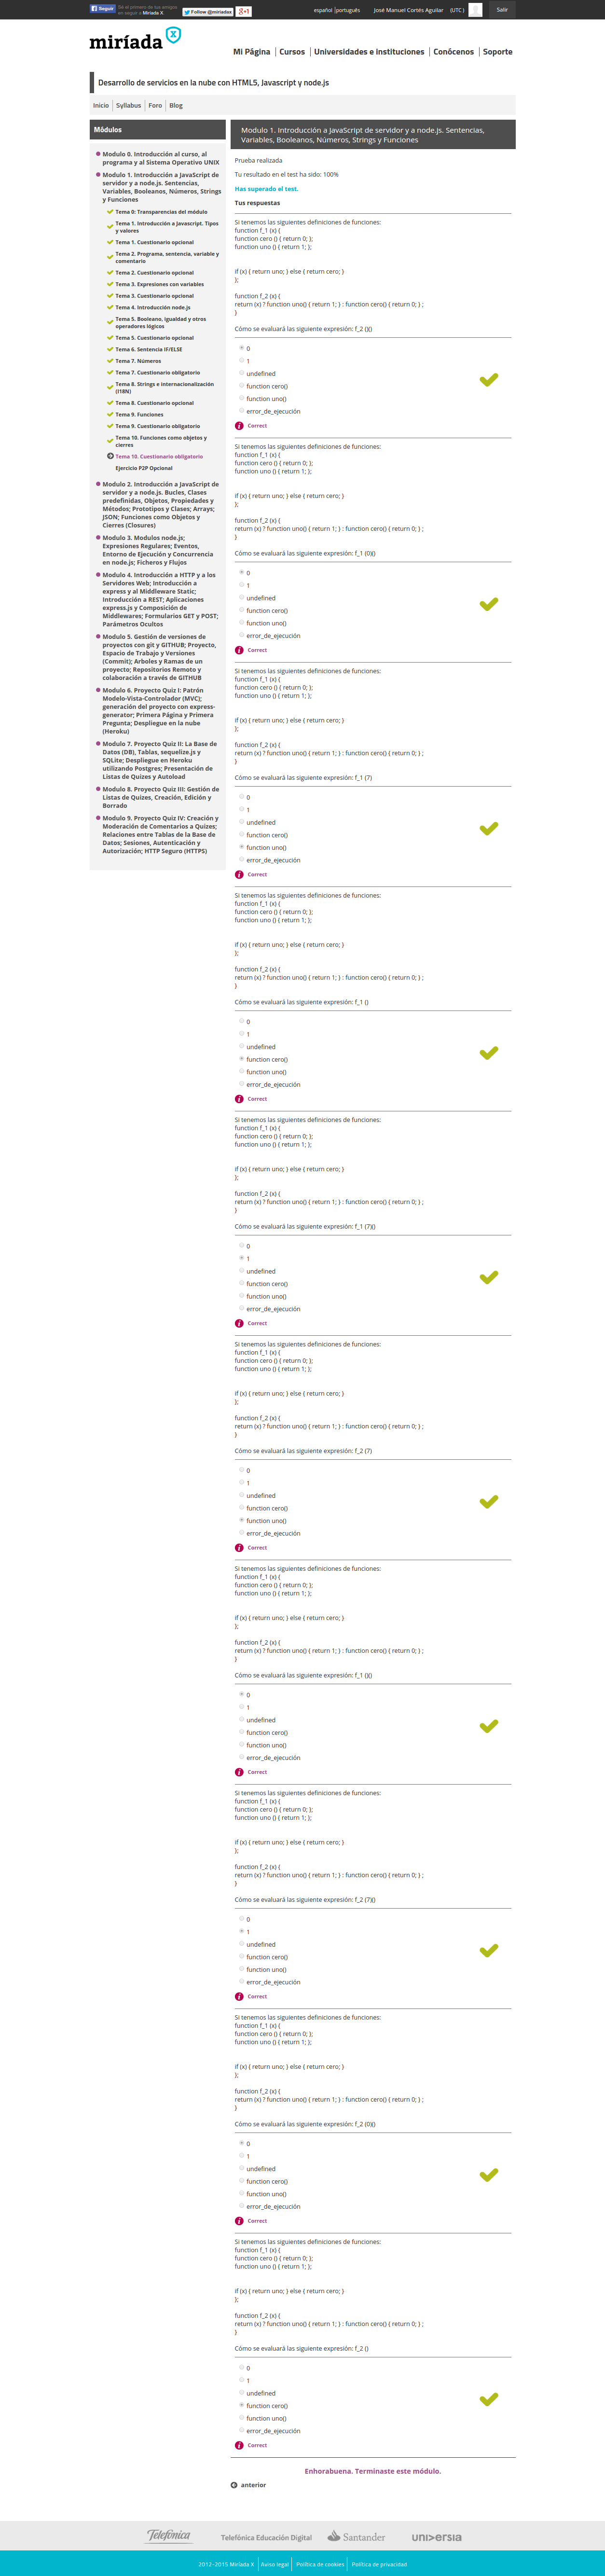 Seguir
Sé el primero de tus amigos
en seguir a Miríada X.
Follow @miriadax
g+1
español
português
José Manuel Cortés Aguilar
(UTC )
Salir
miríada X
Mi Página
Cursos
Universidades e instituciones
Conócenos
Soporte
Desarrollo de servicios en la nube con HTML5, Javascript y node.js
Inicio
Syllabus
Foro
Blog
Módulos
Modulo 0. Introducción al curso, al
programa y al Sistema Operativo UNIX
Modulo 1. Introducción a JavaScript de
servidor y a node.js. Sentencias,
Variables, Booleanos, Números, Strings
y Funciones
Tema 0: Transparencias del módulo
Tema 1. Introducción a Javascript. Tipos
y valores
Tema 1. Cuestionario opcional
Tema 2. Programa, sentencia, variable y
comentario
Tema 2. Cuestionario opcional
Tema 3. Expresiones con variables
Tema 3. Cuestionario opcional
Tema 4. Introducción node.js
Tema 5. Booleano, igualdad y otros
operadores lógicos
Tema 5. Cuestionario opcional
Tema 6. Sentencia IF/ELSE
Tema 7. Números
Tema 7. Cuestionario obligatorio
Tema 8. Strings e internacionalización
(I18N)
Tema 8. Cuestionario opcional
Tema 9. Funciones
Tema 9. Cuestionario obligatorio
Tema 10. Funciones como objetos y
cierres
Tema 10. Cuestionario obligatorio
Ejercicio P2P Opcional
Modulo 2. Introducción a JavaScript de
servidor y a node.js. Bucles, Clases
predefinidas, Objetos, Propiedades y
Métodos; Prototipos y Clases; Arrays;
JSON; Funciones como Objetos y
Cierres (Closures)
Modulo 3. Modulos node.js;
Expresiones Regulares; Eventos,
Entorno de Ejecución y Concurrencia
en node.js; Ficheros y Flujos
Modulo 4. Introducción a HTTP y a los
Servidores Web; Introducción a
express y al Middleware Static;
Introducción a REST; Aplicaciones
express.js y Composición de
Middlewares; Formularios GET y POST;
Parámetros Ocultos
Modulo 5. Gestión de versiones de
proyectos con git y GITHUB; Proyecto,
Espacio de Trabajo y Versiones
(Commit); Arboles y Ramas de un
proyecto; Repositorios Remoto y
colaboración a través de GITHUB
Modulo 6. Proyecto Quiz I: Patrón
Modelo-Vista-Controlador (MVC);
generación del proyecto con express-
generator; Primera Página y Primera
Pregunta; Despliegue en la nube
(Heroku)
Modulo 7. Proyecto Quiz II: La Base de
Datos (DB), Tablas, sequelize.js y
SQLite; Despliegue en Heroku
utilizando Postgres; Presentación de
Listas de Quizes y Autoload
Modulo 8. Proyecto Quiz III: Gestión de
Listas de Quizes, Creación, Edición y
Borrado
Modulo 9. Proyecto Quiz IV: Creación y
Moderación de Comentarios a Quizes;
Relaciones entre Tablas de la Base de
Datos; Sesiones, Autenticación y
Autorización; HTTP Seguro (HTTPS)
Modulo 1. Introducción a JavaScript de servidor y a node.js. Sentencias,
Variables, Booleanos, Números, Strings y Funciones
Prueba realizada
Tu resultado en el test ha sido: 100%
Has superado el test.
Tus respuestas
Si tenemos las siguientes definiciones de funciones:
function f_1 (x) {
function cero () { return 0; };
function uno () { return 1; };
if (x) { return uno; } else { return cero; }
};
function f_2 (x) {
return (x) ? function uno() { return 1; } : function cero() { return 0; } ;
}
Cómo se evaluará las siguiente expresión: f_2 ()()
0
1
undefined
function cero()
function uno()
error_de_ejecución
Correct
Si tenemos las siguientes definiciones de funciones:
function f_1 (x) {
function cero () { return 0; };
function uno () { return 1; };
if (x) { return uno; } else { return cero; }
};
function f_2 (x) {
return (x) ? function uno() { return 1; } : function cero() { return 0; } ;
}
Cómo se evaluará las siguiente expresión: f_1 (0)()
0
1
undefined
function cero()
function uno()
error_de_ejecución
Correct
Si tenemos las siguientes definiciones de funciones:
function f_1 (x) {
function cero () { return 0; };
function uno () { return 1; };
if (x) { return uno; } else { return cero; }
};
function f_2 (x) {
return (x) ? function uno() { return 1; } : function cero() { return 0; } ;
}
Cómo se evaluará las siguiente expresión: f_1 (7)
0
1
undefined
function cero()
function uno()
error_de_ejecución
Correct
Si tenemos las siguientes definiciones de funciones:
function f_1 (x) {
function cero () { return 0; };
function uno () { return 1; };
if (x) { return uno; } else { return cero; }
};
function f_2 (x) {
return (x) ? function uno() { return 1; } : function cero() { return 0; } ;
}
Cómo se evaluará las siguiente expresión: f_1 ()
0
1
undefined
function cero()
function uno()
error_de_ejecución
Correct
Si tenemos las siguientes definiciones de funciones:
function f_1 (x) {
function cero () { return 0; };
function uno () { return 1; };
if (x) { return uno; } else { return cero; }
};
function f_2 (x) {
return (x) ? function uno() { return 1; } : function cero() { return 0; } ;
}
Cómo se evaluará las siguiente expresión: f_1 (7)()
0
1
undefined
function cero()
function uno()
error_de_ejecución
Correct
Si tenemos las siguientes definiciones de funciones:
function f_1 (x) {
function cero () { return 0; };
function uno () { return 1; };
if (x) { return uno; } else { return cero; }
};
function f_2 (x) {
return (x) ? function uno() { return 1; } : function cero() { return 0; } ;
}
Cómo se evaluará las siguiente expresión: f_2 (7)
0
1
undefined
function cero()
function uno()
error_de_ejecución
Correct
Si tenemos las siguientes definiciones de funciones:
function f_1 (x) {
function cero () { return 0; };
function uno () { return 1; };
if (x) { return uno; } else { return cero; }
};
function f_2 (x) {
return (x) ? function uno() { return 1; } : function cero() { return 0; } ;
}
Cómo se evaluará las siguiente expresión: f_1 ()()
0
1
undefined
function cero()
function uno()
error_de_ejecución
Correct
Si tenemos las siguientes definiciones de funciones:
function f_1 (x) {
function cero () { return 0; };
function uno () { return 1; };
if (x) { return uno; } else { return cero; }
};
function f_2 (x) {
return (x) ? function uno() { return 1; } : function cero() { return 0; } ;
}
Cómo se evaluará las siguiente expresión: f_2 (7)()
0
1
undefined
function cero()
function uno()
error_de_ejecución
Correct
Si tenemos las siguientes definiciones de funciones:
function f_1 (x) {
function cero () { return 0; };
function uno () { return 1; };
if (x) { return uno; } else { return cero; }
};
function f_2 (x) {
return (x) ? function uno() { return 1; } : function cero() { return 0; } ;
}
Cómo se evaluará las siguiente expresión: f_2 (0)()
0
1
undefined
function cero()
function uno()
error_de_ejecución
Correct
Si tenemos las siguientes definiciones de funciones:
function f_1 (x) {
function cero () { return 0; };
function uno () { return 1; };
if (x) { return uno; } else { return cero; }
};
function f_2 (x) {
return (x) ? function uno() { return 1; } : function cero() { return 0; } ;
}
Cómo se evaluará las siguiente expresión: f_2 ()
0
1
undefined
function cero()
function uno()
error_de_ejecución
Correct
Enhorabuena. Terminaste este módulo.
anterior
Telefónica
Telefónica Educación Digital
Santander
universia
2012–2015 Miríada X
Aviso legal
Política de cookies
Política de privacidad